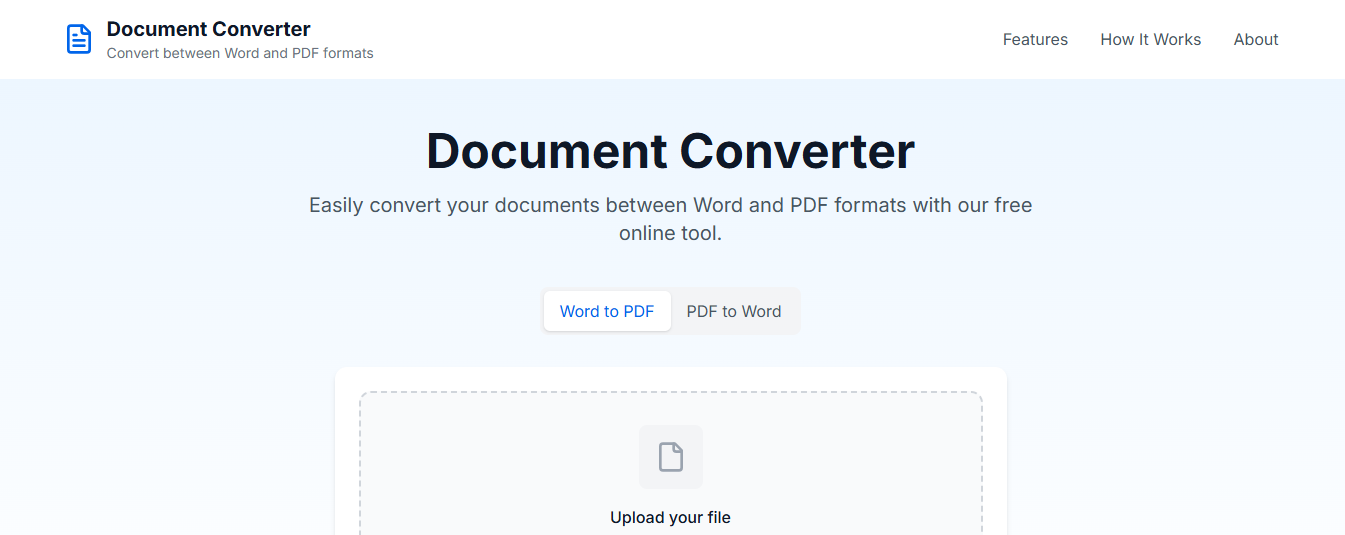 Document Converter
Convert between Word and PDF formats
Features
How It Works
About
Document Converter
Easily convert your documents between Word and PDF formats with our free
online tool.
Word to PDF
PDF to Word
Upload your file